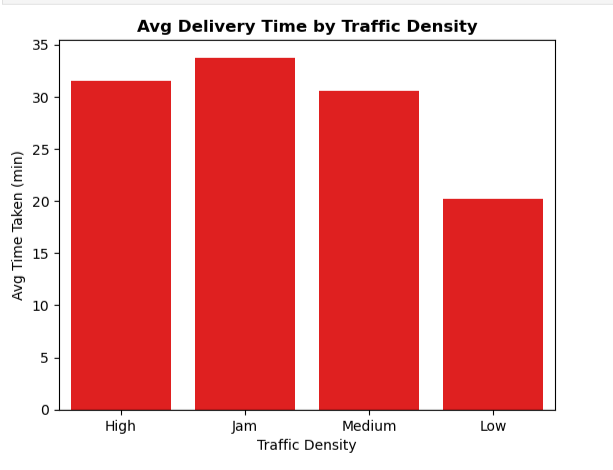 Avg Delivery Time by Traffic Density
35
30
25
20
15
10
5
0
Avg Time Taken (min)
High Jam Medium Low
Traffic Density